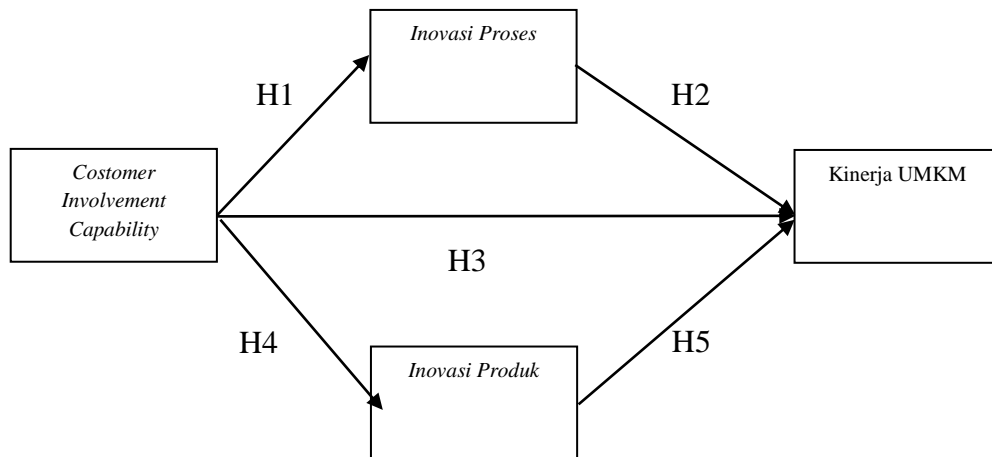 Inovasi Proses
H1
H2
Costomer
Involvement
Capability
Kinerja UMKM
H3
H4
H5
Inovasi Produk